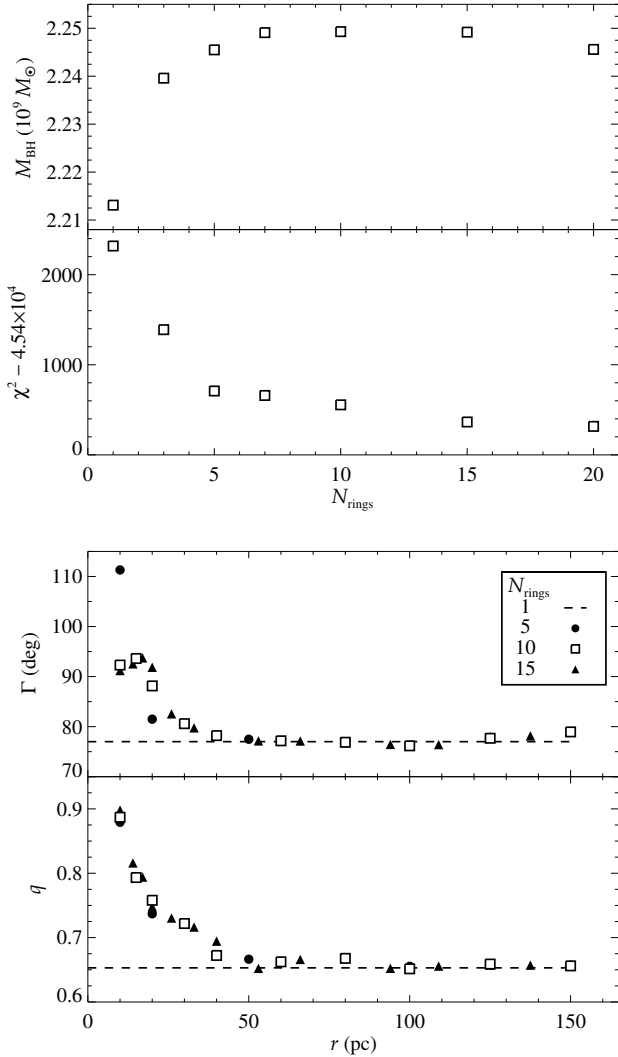 2.25
2.24
2.23
2.22
2.21
M_BH (10^9 M_⊙)
2000
1000
0
χ² − 4.54×10⁴
0 5 10 15 20
N_rings
110
100
90
80
70
Γ (deg)
N_rings
1
5
10
15
0.9
0.8
0.7
0.6
q
0 50 100 150
r (pc)